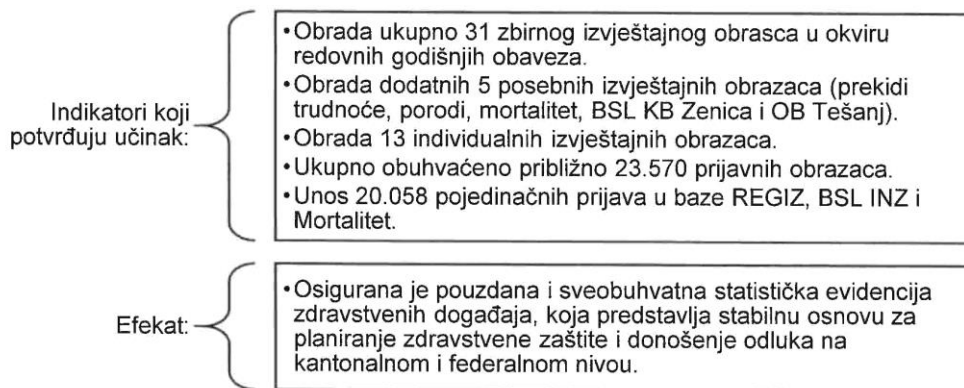 Indikatori koji
potvrđuju učinak:
•Obrada ukupno 31 zbirnog izvještajnog obrasca u okviru
redovnih godišnjih obaveza.
•Obrada dodatnih 5 posebnih izvještajnih obrazaca (prekidi
trudnoće, porodi, mortalitet, BSL KB Zenica i OB Tešanj).
•Obrada 13 individualnih izvještajnih obrazaca.
•Ukupno obuhvaćeno približno 23.570 prijavnih obrazaca.
•Unos 20.058 pojedinačnih prijava u baze REGIZ, BSL INZ i
Mortalitet.
Efekat:
•Osigurana je pouzdana i sveobuhvatna statistička evidencija
zdravstvenih događaja, koja predstavlja stabilnu osnovu za
planiranje zdravstvene zaštite i donošenje odluka na
kantonalnom i federalnom nivou.